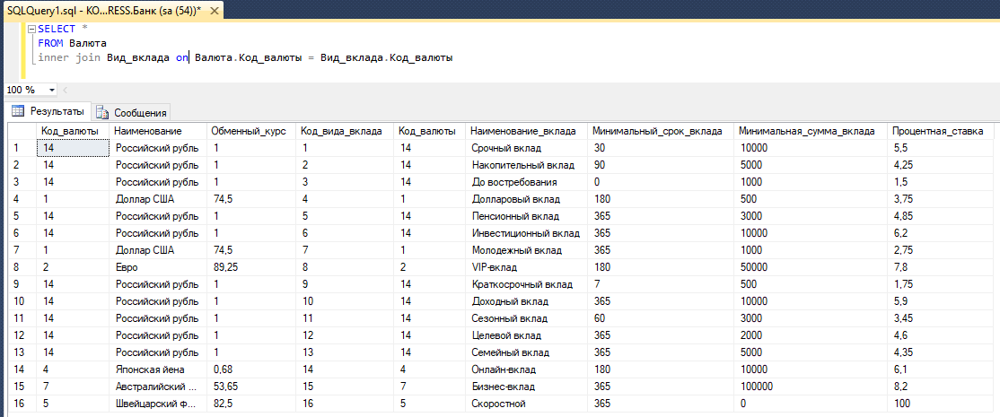 SQLQuery1.sql - KO...RESS.Банк (sa (54))*
SELECT *
FROM Валюта
inner join Вид_вклада on Валюта.Код_валюты = Вид_вклада.Код_валюты
100 %
Результаты Сообщения
Код_валюты Наименование Обменный_курс Код_вида_вклада Код_валюты Наименование_вклада Минимальный_срок_вклада Минимальная_сумма_вклада Процентная_ставка
1 14 Российский рубль 1 1 14 Срочный вклад 30 10000 5,5
2 14 Российский рубль 1 2 14 Накопительный вклад 90 5000 4,25
3 14 Российский рубль 1 3 14 До востребования 0 1000 1,5
4 1 Доллар США 74,5 4 1 Долларовый вклад 180 500 3,75
5 14 Российский рубль 1 5 14 Пенсионный вклад 365 3000 4,85
6 14 Российский рубль 1 6 14 Инвестиционный вклад 365 10000 6,2
7 1 Доллар США 74,5 7 1 Молодежный вклад 365 1000 2,75
8 2 Евро 89,25 8 2 VIP-вклад 180 50000 7,8
9 14 Российский рубль 1 9 14 Краткосрочный вклад 7 500 1,75
10 14 Российский рубль 1 10 14 Доходный вклад 365 10000 5,9
11 14 Российский рубль 1 11 14 Сезонный вклад 60 3000 3,45
12 14 Российский рубль 1 12 14 Целевой вклад 365 2000 4,6
13 14 Российский рубль 1 13 14 Семейный вклад 365 5000 4,35
14 4 Японская йена 0,68 14 4 Онлайн-вклад 180 10000 6,1
15 7 Австралийский ... 53,65 15 7 Бизнес-вклад 365 100000 8,2
16 5 Швейцарский ф... 82,5 16 5 Скоростной 365 0 100